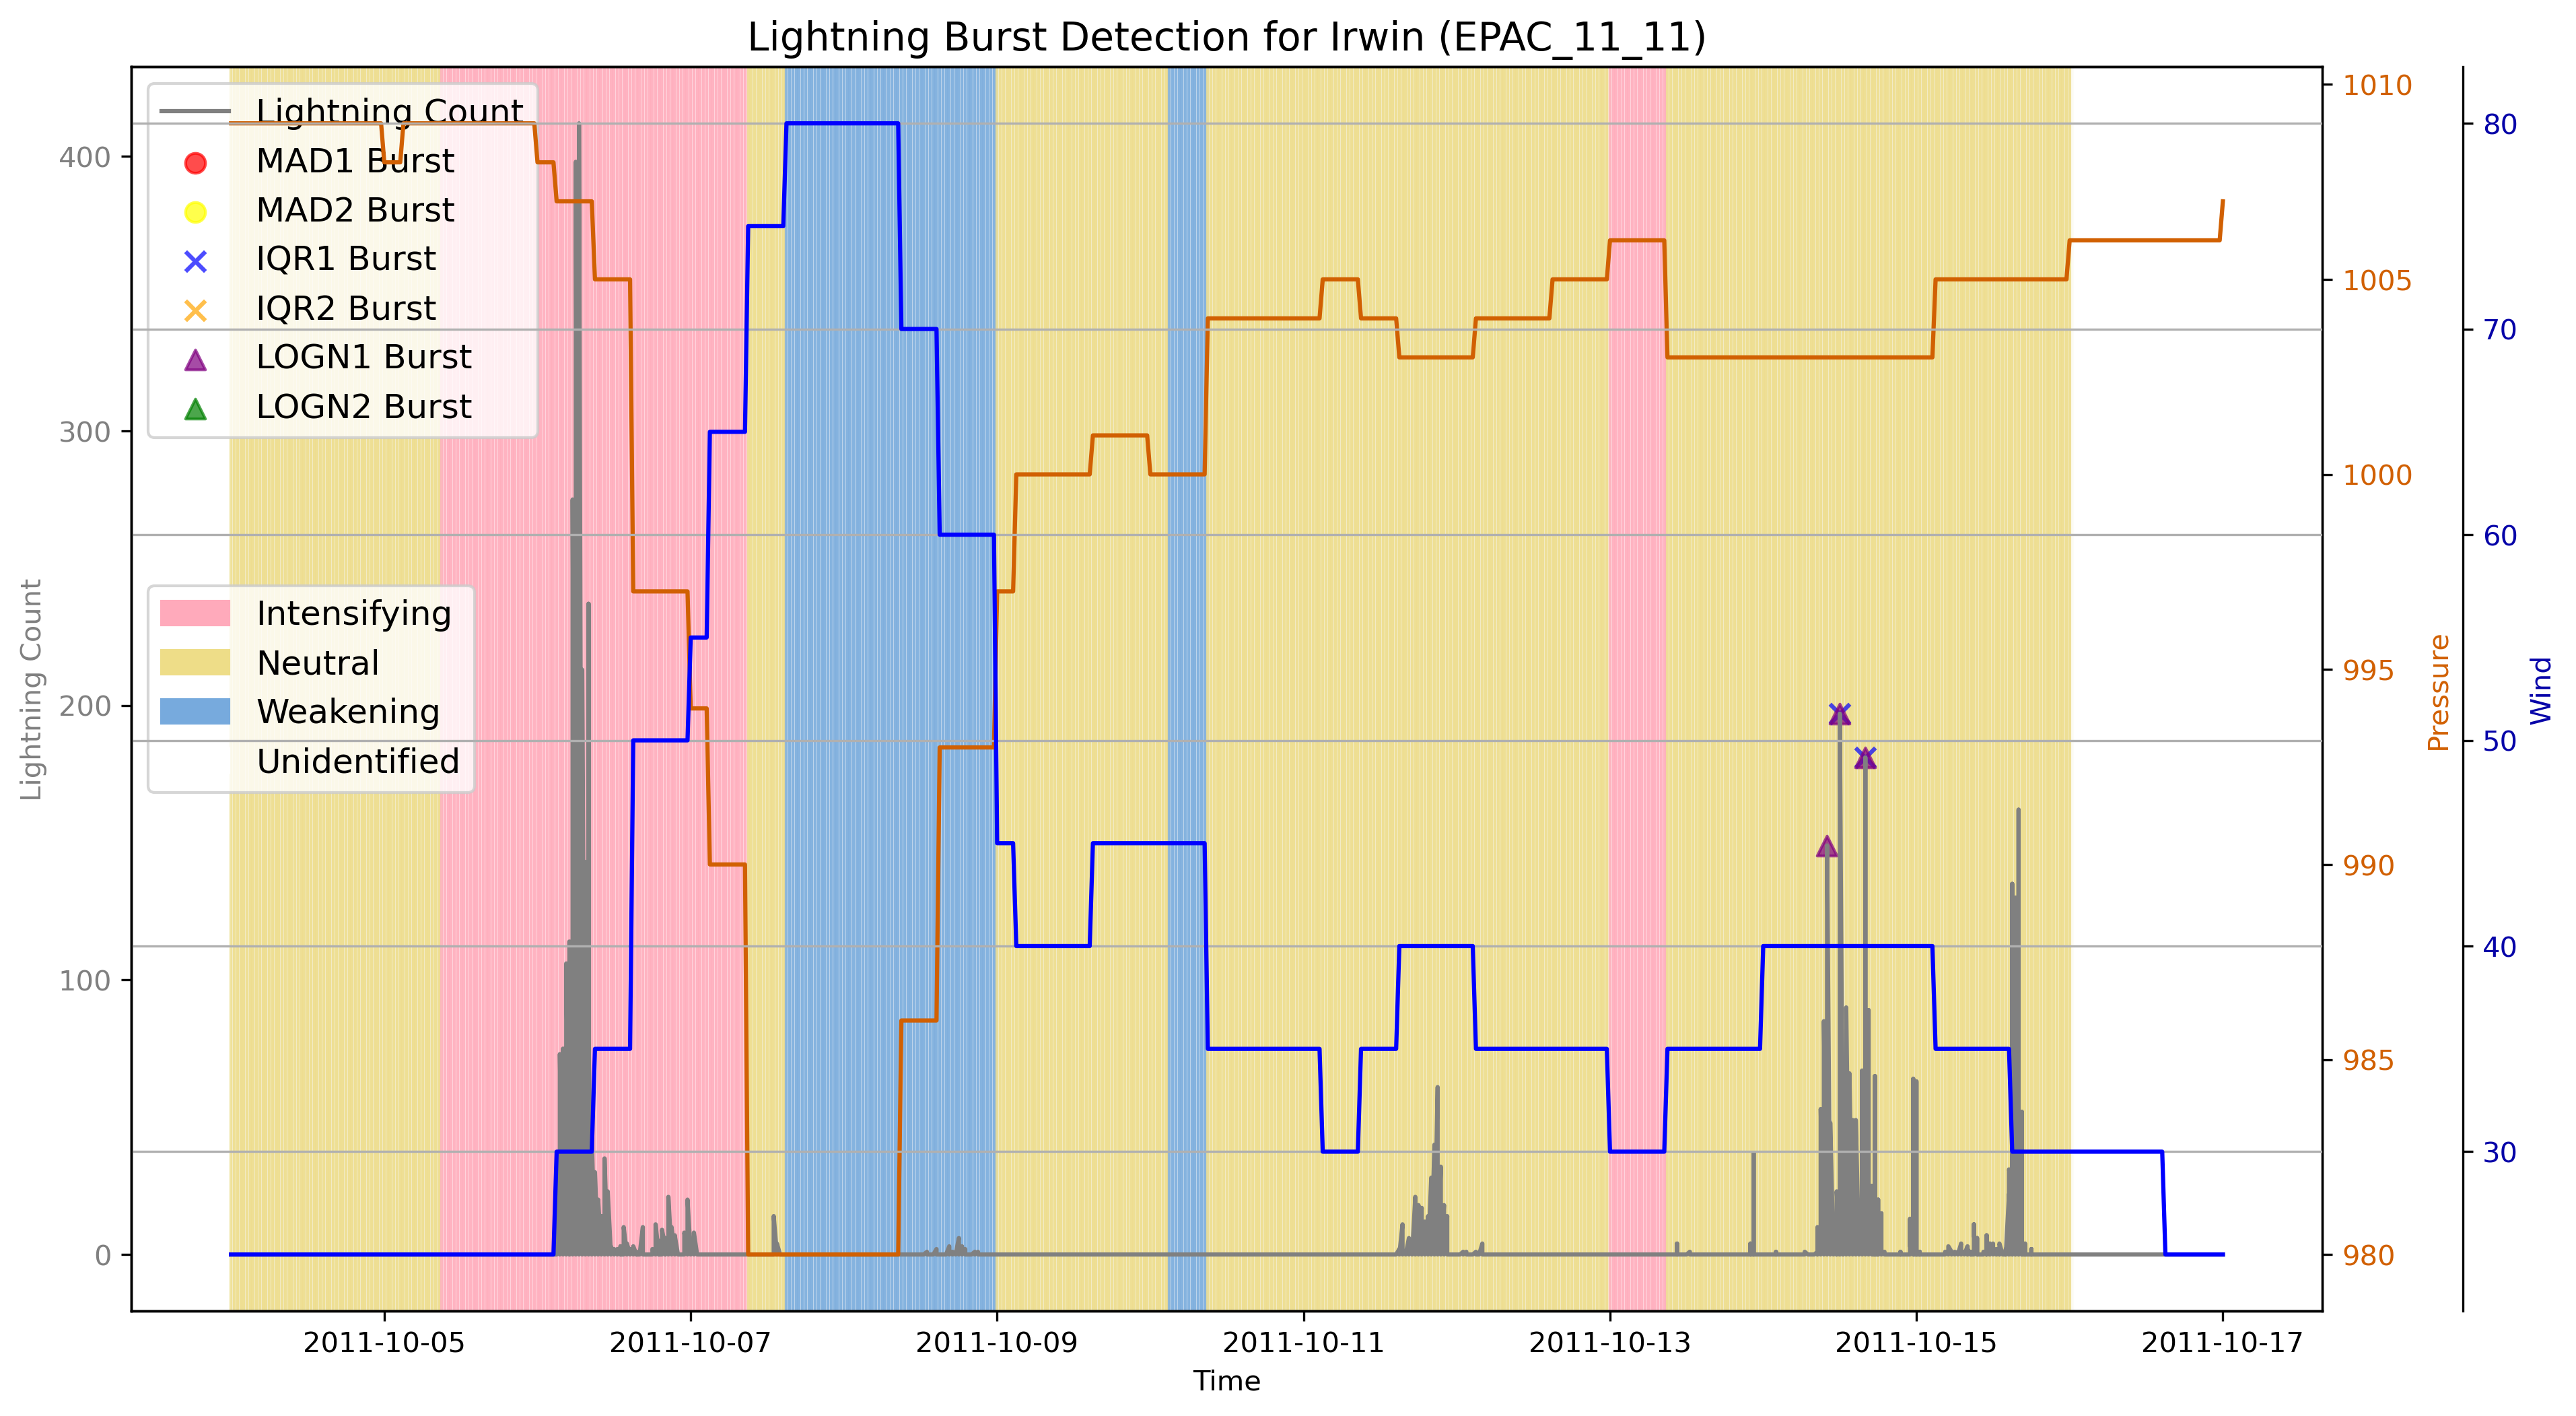 Lightning Burst Detection for Irwin (EPAC_11_11)
Lightning Count
MAD1 Burst
MAD2 Burst
IQR1 Burst
IQR2 Burst
LOGN1 Burst
LOGN2 Burst
Intensifying
Neutral
Weakening
Unidentified
Lightning Count
400
300
200
100
0
1010
1005
1000
995
990
985
980
Pressure
80
70
60
50
40
30
Wind
2011-10-05 2011-10-07 2011-10-09 2011-10-11 2011-10-13 2011-10-15 2011-10-17
Time